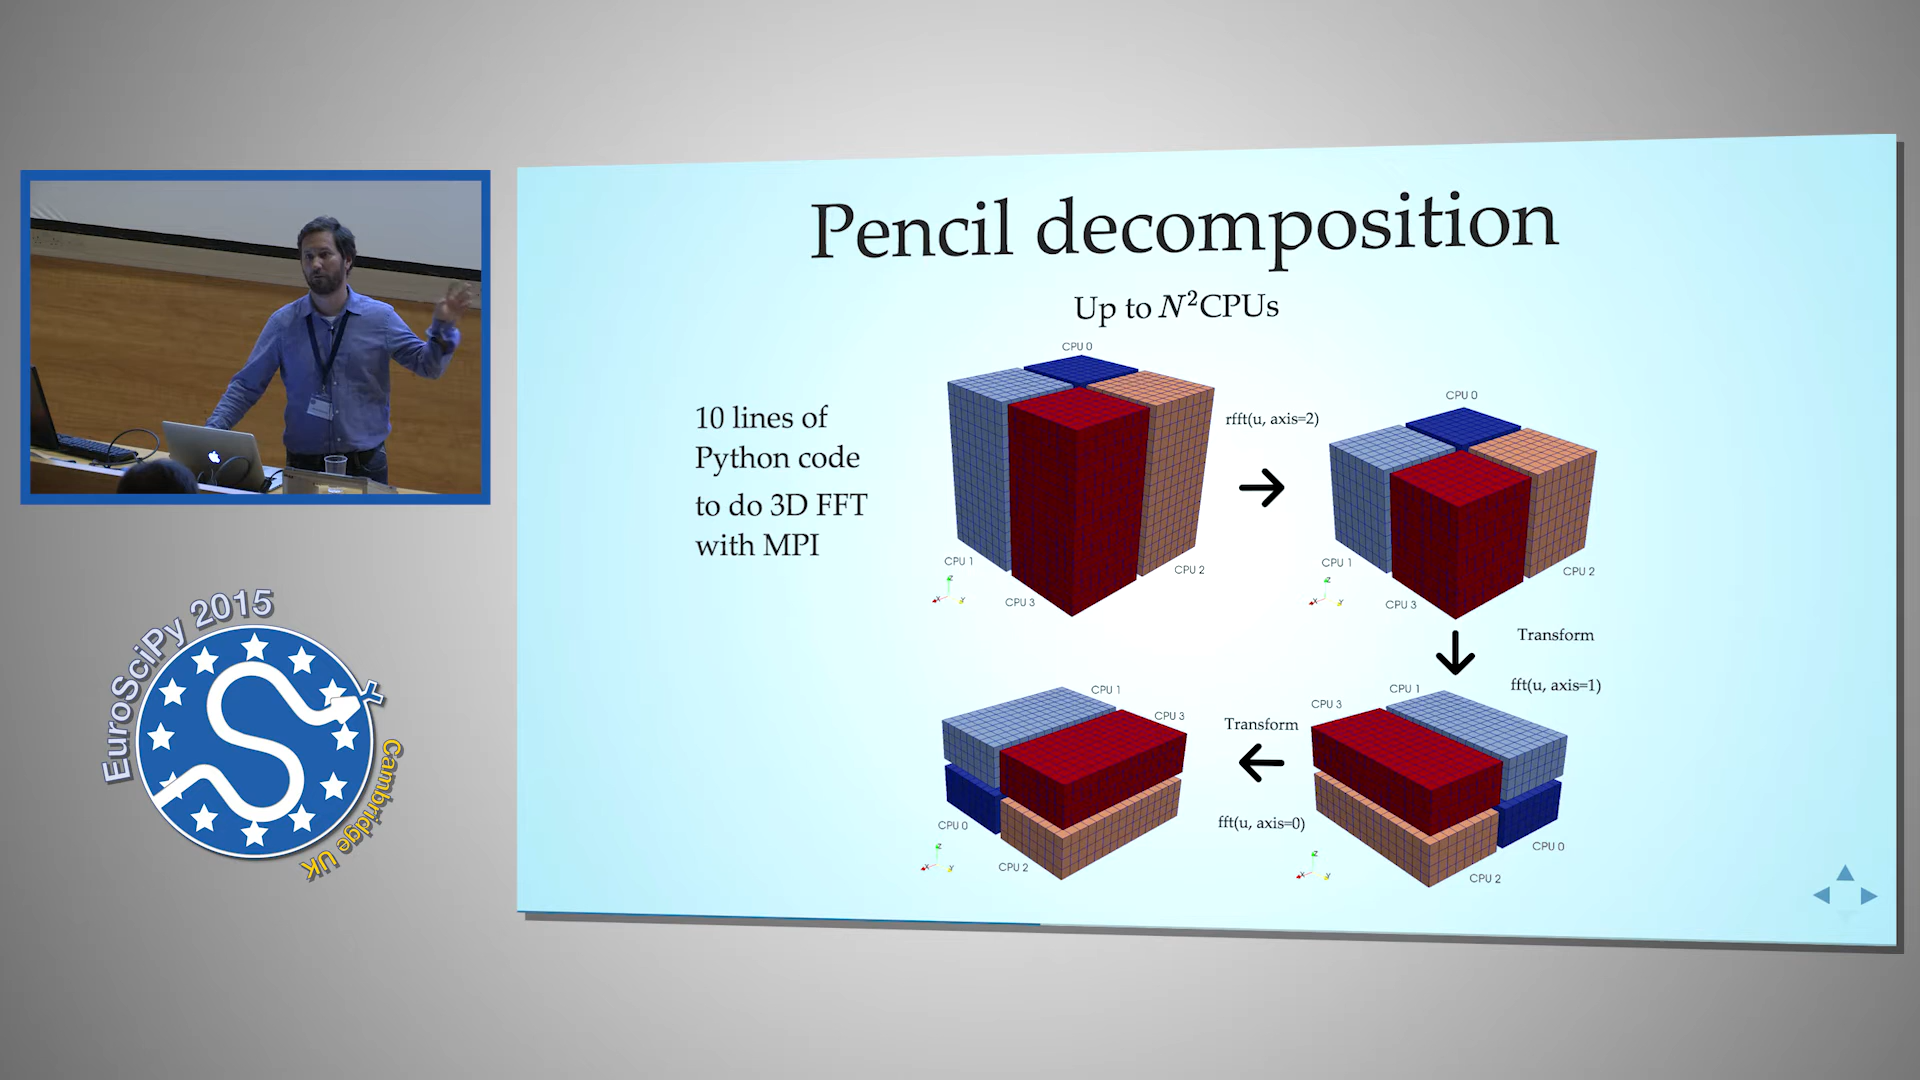 Pencil decomposition
Up to N²CPUs
10 lines of
Python code
to do 3D FFT
with MPI
CPU 0
CPU 1
CPU 2
CPU 3
rfft(u, axis=2)
CPU 0
CPU 1
CPU 2
CPU 3
Transform
fft(u, axis=1)
CPU 1
CPU 3
CPU 0
CPU 2
Transform
fft(u, axis=0)
CPU 1
CPU 3
CPU 0
CPU 2
EuroSciPy 2015
Cambridge UK